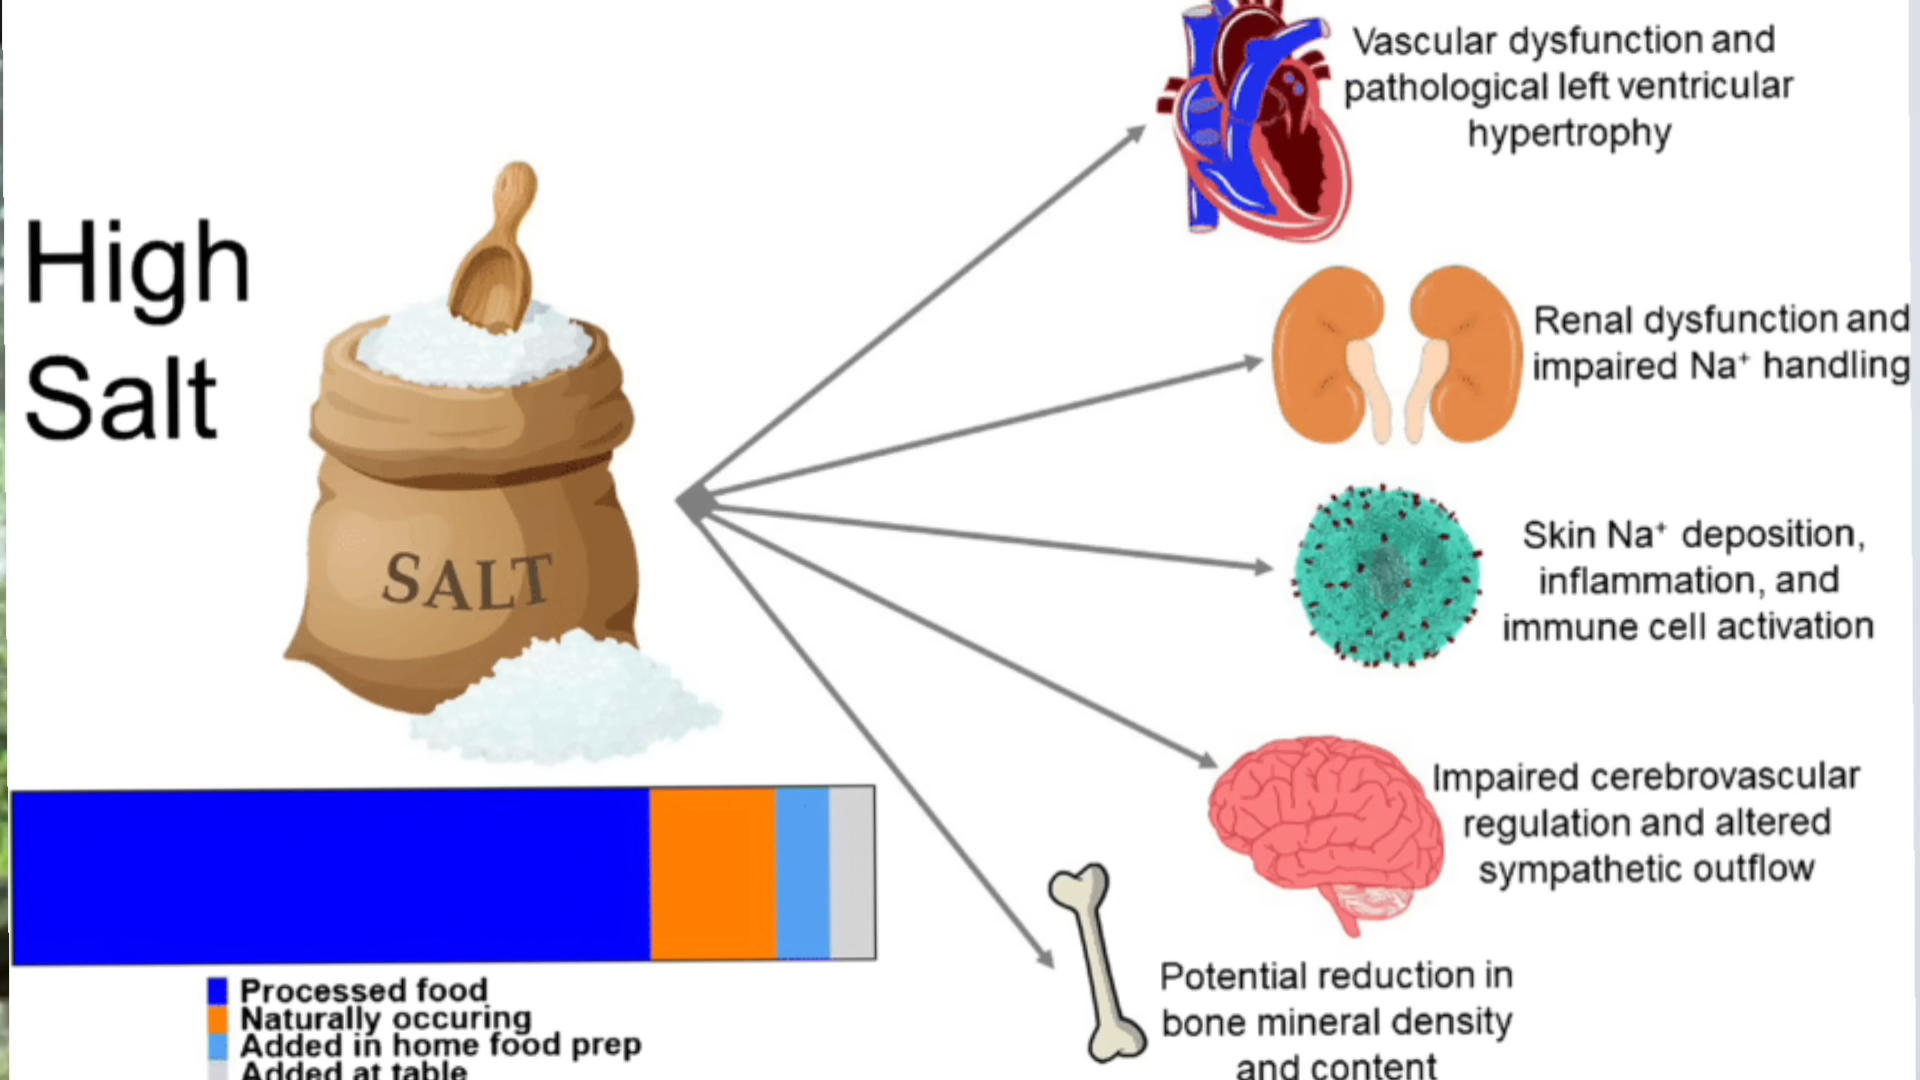 High
Salt
SALT
Vascular dysfunction and
pathological left ventricular
hypertrophy
Renal dysfunction and
impaired Na⁺ handling
Skin Na⁺ deposition,
inflammation, and
immune cell activation
Impaired cerebrovascular
regulation and altered
sympathetic outflow
Potential reduction in
bone mineral density
and content
Processed food
Naturally occuring
Added in home food prep
Added at table